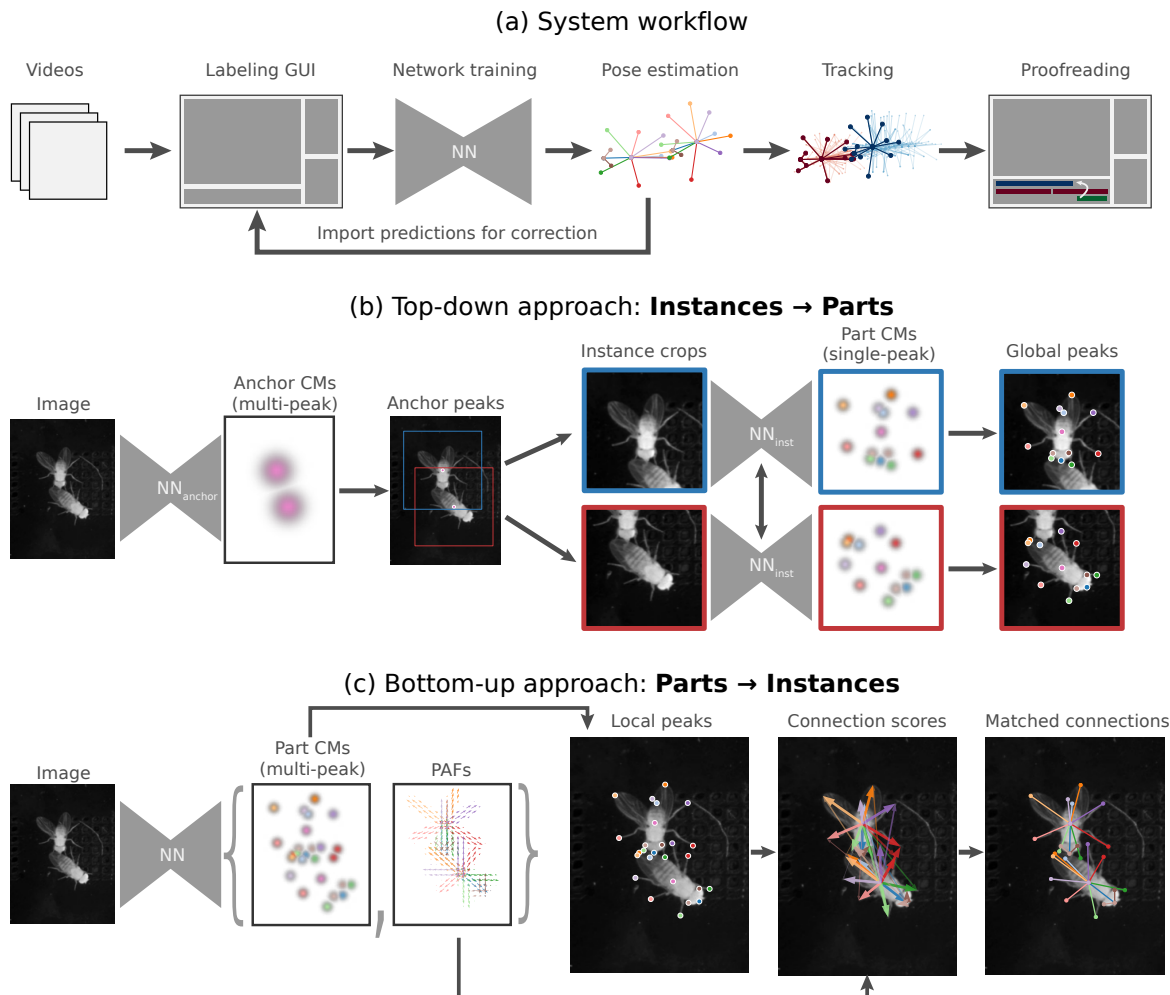 (a) System workflow
Videos
Labeling GUI
Network training
Pose estimation
Tracking
Proofreading
NN
Import predictions for correction
(b) Top-down approach: Instances → Parts
Image
NNanchor
Anchor CMs
(multi-peak)
Anchor peaks
Instance crops
NNinst
Part CMs
(single-peak)
Global peaks
NNinst
(c) Bottom-up approach: Parts → Instances
Image
NN
Part CMs
(multi-peak)
{
,
PAFs
}
Local peaks
Connection scores
Matched connections